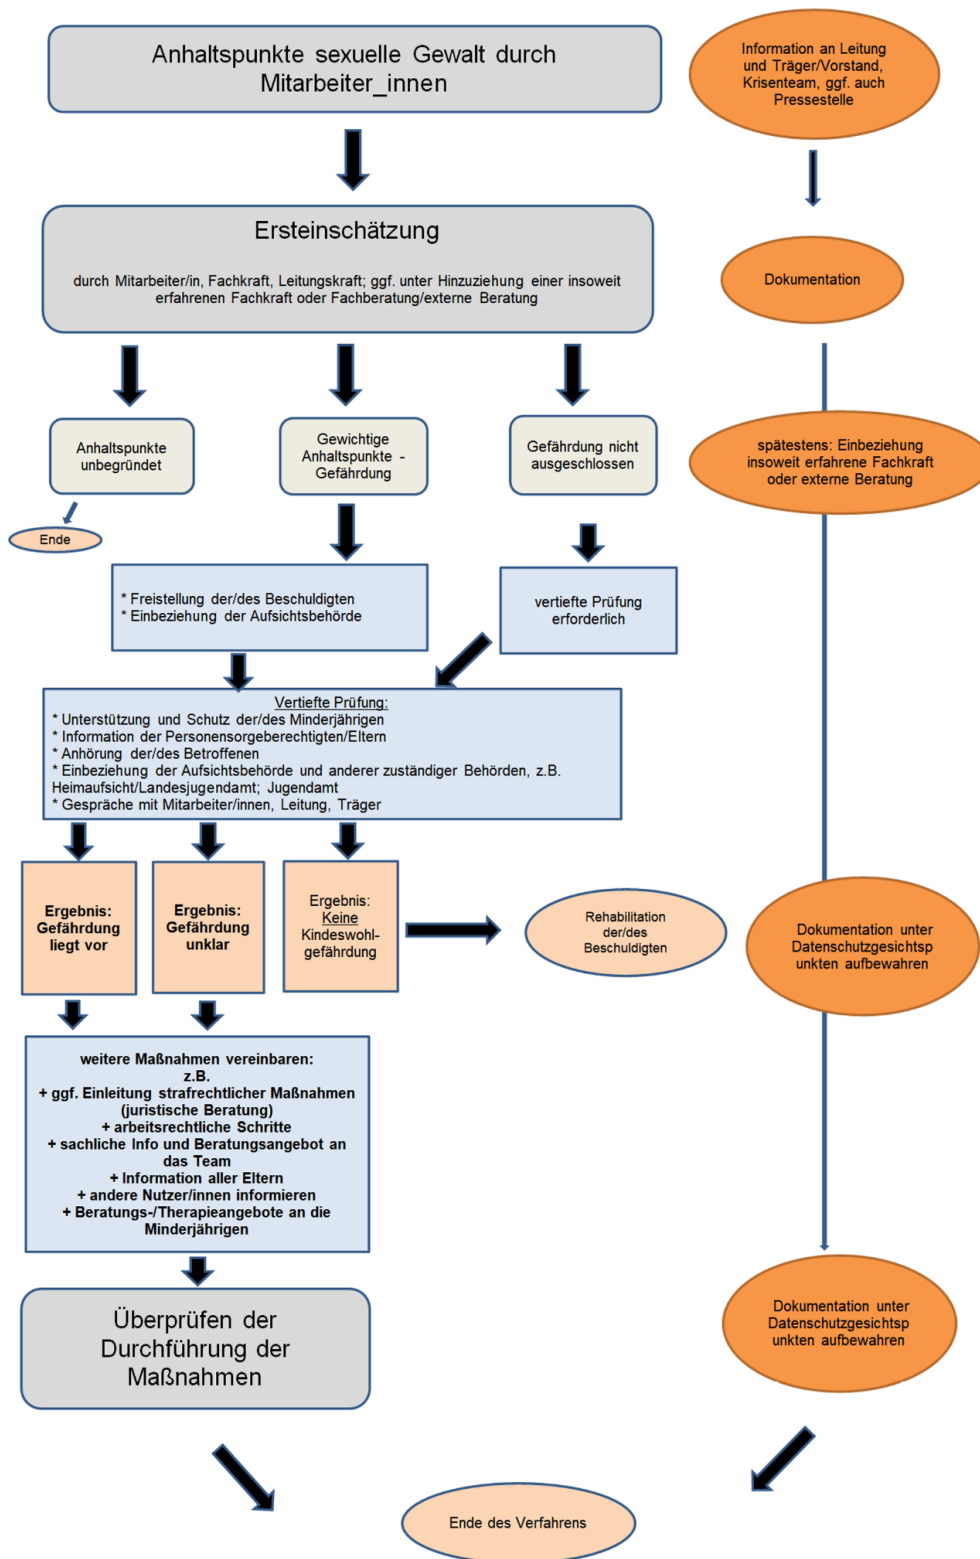 Anhaltspunkte sexuelle Gewalt durch
Mitarbeiter_innen
Information an Leitung
und Träger/Vorstand,
Krisenteam, ggf. auch
Pressestelle
Ersteinschätzung
durch Mitarbeiter/in, Fachkraft, Leitungskraft; ggf. unter Hinzuziehung einer insoweit
erfahrenen Fachkraft oder Fachberatung/externe Beratung
Dokumentation
Anhaltspunkte
unbegründet
Gewichtige
Anhaltspunkte -
Gefährdung
Gefährdung nicht
ausgeschlossen
spätestens: Einbeziehung
insoweit erfahrene Fachkraft
oder externe Beratung
Ende
* Freistellung der/des Beschuldigten
* Einbeziehung der Aufsichtsbehörde
vertiefte Prüfung
erforderlich
Vertiefte Prüfung:
* Unterstützung und Schutz der/des Minderjährigen
* Information der Personensorgeberechtigten/Eltern
* Anhörung der/des Betroffenen
* Einbeziehung der Aufsichtsbehörde und anderer zuständiger Behörden, z.B.
Heimaufsicht/Landesjugendamt; Jugendamt
* Gespräche mit Mitarbeiter/innen, Leitung, Träger
Ergebnis:
Gefährdung
liegt vor
Ergebnis:
Gefährdung
unklar
Ergebnis:
Keine
Kindeswohl-
gefährdung
Rehabilitation
der/des
Beschuldigten
Dokumentation unter
Datenschutzgesichtsp
unkten aufbewahren
weitere Maßnahmen vereinbaren:
z.B.
+ ggf. Einleitung strafrechtlicher Maßnahmen
(juristische Beratung)
+ arbeitsrechtliche Schritte
+ sachliche Info und Beratungsangebot an
das Team
+ Information aller Eltern
+ andere Nutzer/innen informieren
+ Beratungs-/Therapieangebote an die
Minderjährigen
Überprüfen der
Durchführung der
Maßnahmen
Dokumentation unter
Datenschutzgesichtsp
unkten aufbewahren
Ende des Verfahrens